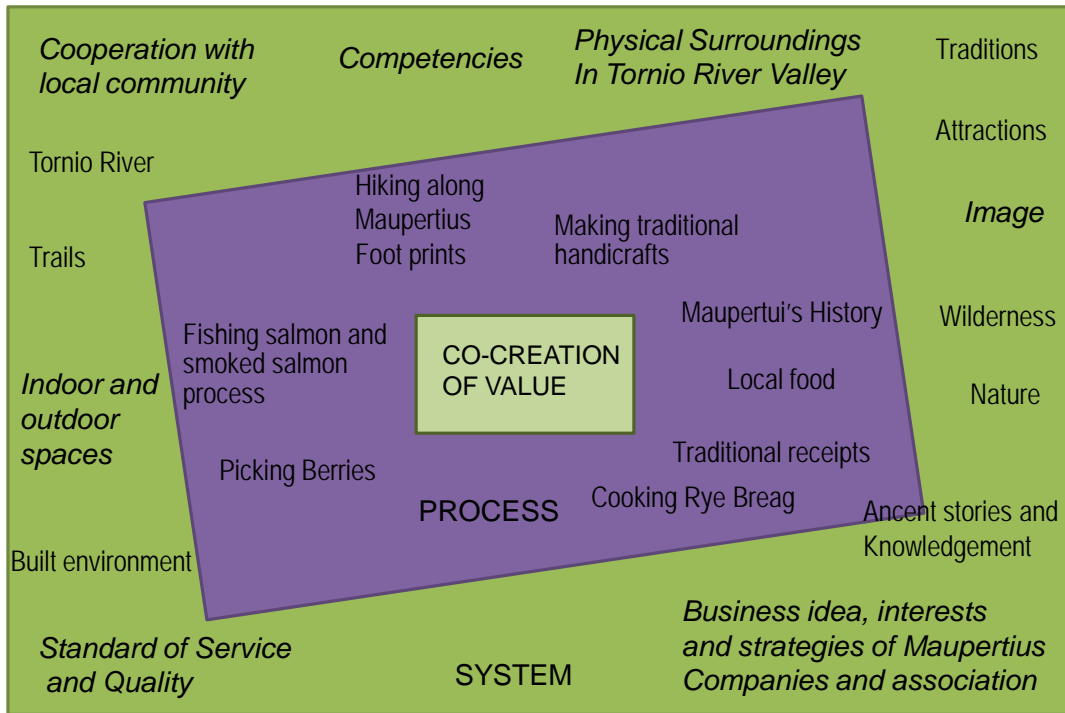 Cooperation with
local community
Competencies
Physical Surroundings
In Tornio River Valley
Traditions
Attractions
Tornio River
Image
Trails
Hiking along
Maupertius
Foot prints
Making traditional
handicrafts
Maupertui's History
Wilderness
Fishing salmon and
smoked salmon
process
CO-CREATION
OF VALUE
Local food
Nature
Indoor and
outdoor
spaces
Picking Berries
Traditional receipts
Cooking Rye Breag
PROCESS
Ancent stories and
Knowledgement
Built environment
Standard of Service
and Quality
SYSTEM
Business idea, interests
and strategies of Maupertius
Companies and association